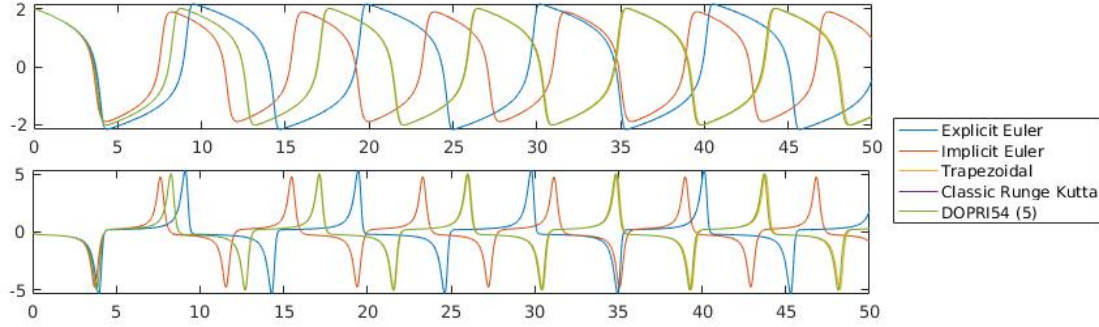 2
0
-2
0 5 10 15 20 25 30 35 40 45 50
Explicit Euler
Implicit Euler
Trapezoidal
Classic Runge Kutta
DOPRI54 (5)
5
0
-5
0 5 10 15 20 25 30 35 40 45 50